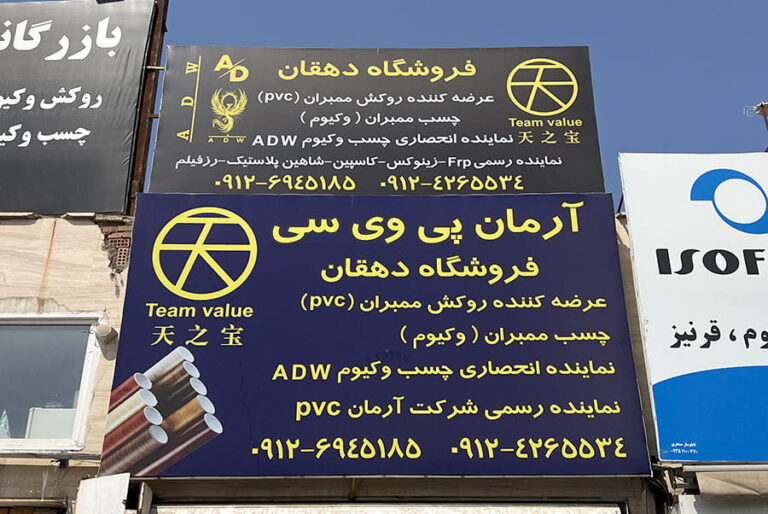 بازرگانی
روکش وکیوم
چسب وکیوم
ADW
A/D
ADW
فروشگاه دهقان
عرضه کننده روکش ممبران (pvc)
چسب ممبران ( وکیوم )
نماینده انحصاری چسب وکیوم ADW
Team value
天之宝
نماینده رسمی Frp-زینوکس-کاسپین-شاهین پلاستیک-رزفیلم
۰۹۱۲-۶۹۴۵۱۸۵ ۰۹۱۲-۴۲۶۵۵۳۴
Team value
天之宝
آرمان پی وی سی
فروشگاه دهقان
عرضه کننده روکش ممبران (pvc)
چسب ممبران ( وکیوم )
نماینده انحصاری چسب وکیوم ADW
نماینده رسمی شرکت آرمان pvc
۰۹۱۲-۶۹۴۵۱۸۵ ۰۹۱۲-۴۲۶۵۵۳۴
ISOF
وم ، قرنیز